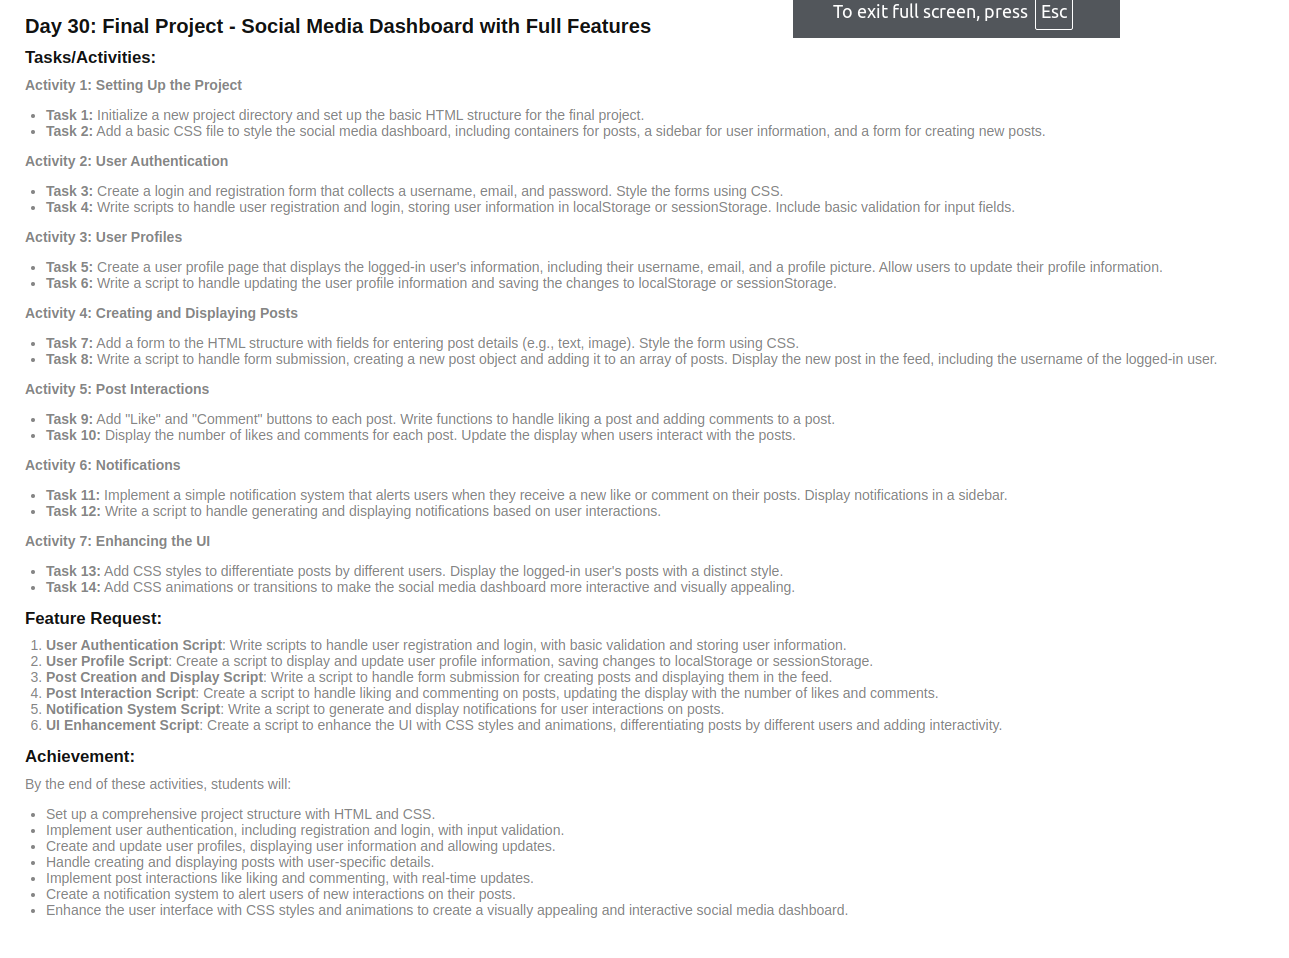 To exit full screen, press Esc
Day 30: Final Project - Social Media Dashboard with Full Features
Tasks/Activities:
Activity 1: Setting Up the Project
Task 1: Initialize a new project directory and set up the basic HTML structure for the final project.
Task 2: Add a basic CSS file to style the social media dashboard, including containers for posts, a sidebar for user information, and a form for creating new posts.
Activity 2: User Authentication
Task 3: Create a login and registration form that collects a username, email, and password. Style the forms using CSS.
Task 4: Write scripts to handle user registration and login, storing user information in localStorage or sessionStorage. Include basic validation for input fields.
Activity 3: User Profiles
Task 5: Create a user profile page that displays the logged-in user's information, including their username, email, and a profile picture. Allow users to update their profile information.
Task 6: Write a script to handle updating the user profile information and saving the changes to localStorage or sessionStorage.
Activity 4: Creating and Displaying Posts
Task 7: Add a form to the HTML structure with fields for entering post details (e.g., text, image). Style the form using CSS.
Task 8: Write a script to handle form submission, creating a new post object and adding it to an array of posts. Display the new post in the feed, including the username of the logged-in user.
Activity 5: Post Interactions
Task 9: Add "Like" and "Comment" buttons to each post. Write functions to handle liking a post and adding comments to a post.
Task 10: Display the number of likes and comments for each post. Update the display when users interact with the posts.
Activity 6: Notifications
Task 11: Implement a simple notification system that alerts users when they receive a new like or comment on their posts. Display notifications in a sidebar.
Task 12: Write a script to handle generating and displaying notifications based on user interactions.
Activity 7: Enhancing the UI
Task 13: Add CSS styles to differentiate posts by different users. Display the logged-in user's posts with a distinct style.
Task 14: Add CSS animations or transitions to make the social media dashboard more interactive and visually appealing.
Feature Request:
1. User Authentication Script: Write scripts to handle user registration and login, with basic validation and storing user information.
2. User Profile Script: Create a script to display and update user profile information, saving changes to localStorage or sessionStorage.
3. Post Creation and Display Script: Write a script to handle form submission for creating posts and displaying them in the feed.
4. Post Interaction Script: Create a script to handle liking and commenting on posts, updating the display with the number of likes and comments.
5. Notification System Script: Write a script to generate and display notifications for user interactions on posts.
6. UI Enhancement Script: Create a script to enhance the UI with CSS styles and animations, differentiating posts by different users and adding interactivity.
Achievement:
By the end of these activities, students will:
Set up a comprehensive project structure with HTML and CSS.
Implement user authentication, including registration and login, with input validation.
Create and update user profiles, displaying user information and allowing updates.
Handle creating and displaying posts with user-specific details.
Implement post interactions like liking and commenting, with real-time updates.
Create a notification system to alert users of new interactions on their posts.
Enhance the user interface with CSS styles and animations to create a visually appealing and interactive social media dashboard.